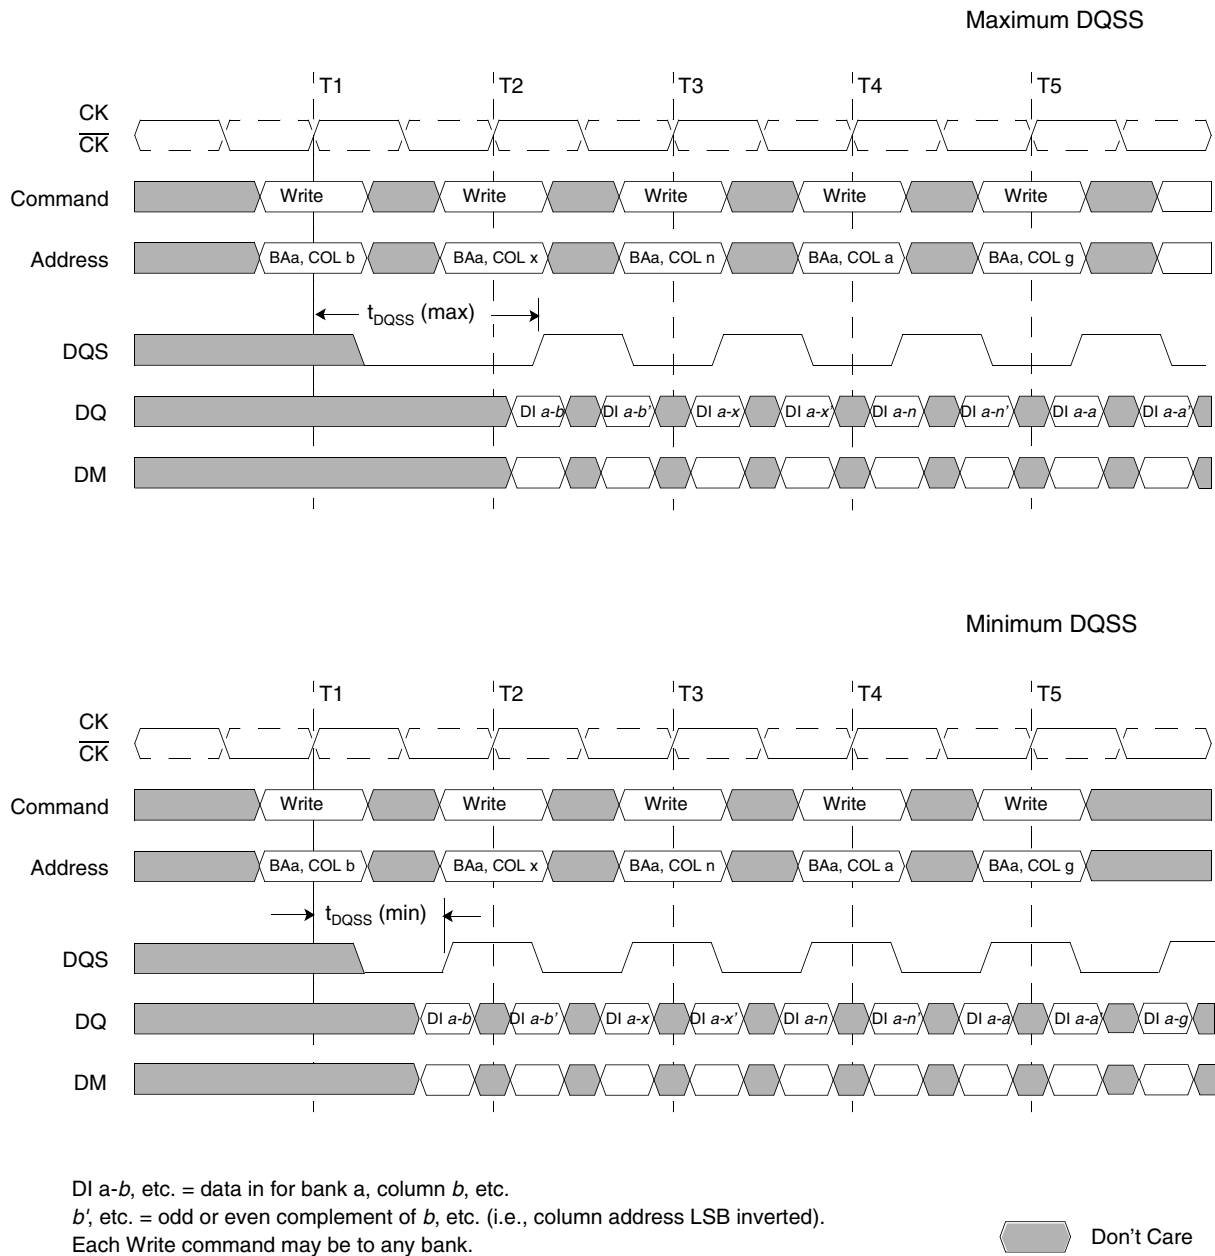 Maximum DQSS
T1 T2 T3 T4 T5
CK
CK
Command Write Write Write Write Write
Address BAa, COL b BAa, COL x BAa, COL n BAa, COL a BAa, COL g
tDQSS (max)
DQS
DQ DI a-b DI a-b' DI a-x DI a-x' DI a-n DI a-n' DI a-a DI a-a'
DM
Minimum DQSS
T1 T2 T3 T4 T5
CK
CK
Command Write Write Write Write Write
Address BAa, COL b BAa, COL x BAa, COL n BAa, COL a BAa, COL g
tDQSS (min)
DQS
DQ DI a-b DI a-b' DI a-x DI a-x' DI a-n DI a-n' DI a-a DI a-a' DI a-g
DM
DI a-b, etc. = data in for bank a, column b, etc.
b', etc. = odd or even complement of b, etc. (i.e., column address LSB inverted).
Each Write command may be to any bank.
Don't Care